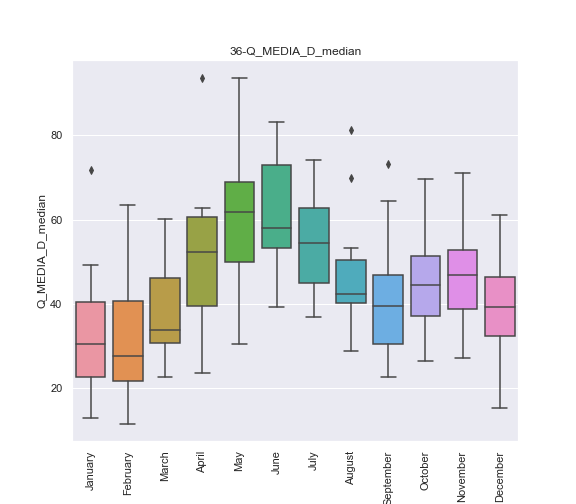 36-Q_MEDIA_D_median
Q_MEDIA_D_median
80
60
40
20
January
February
March
April
May
June
July
August
September
October
November
December